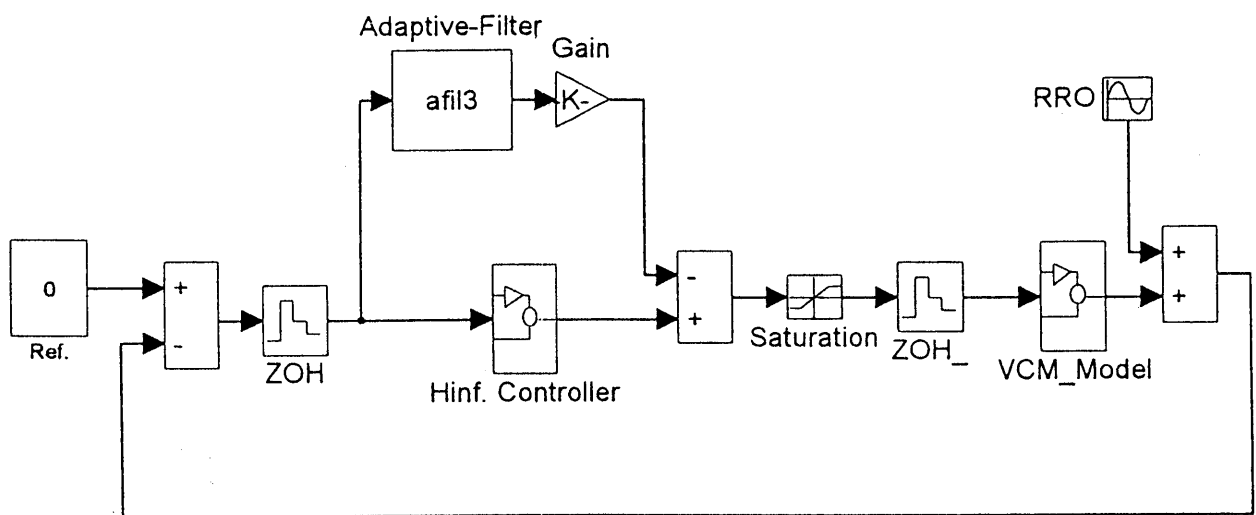 Adaptive-Filter
Gain
afil3
-K-
RRO
0
+
-
Ref.
ZOH
Hinf. Controller
-
+
Saturation
ZOH_
VCM_Model
+
+